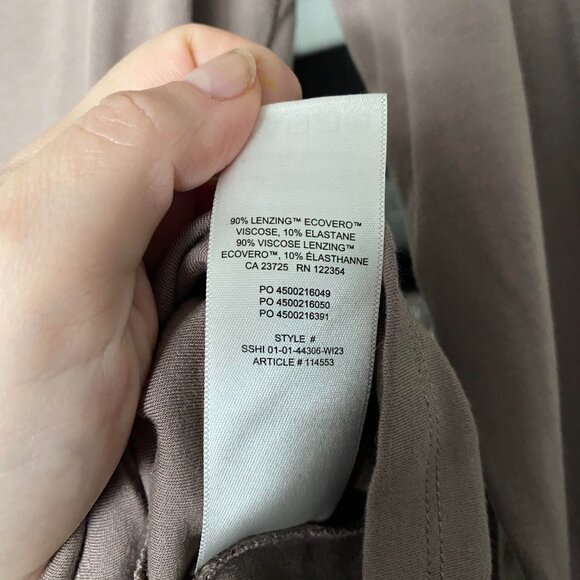 90% LENZING™ ECOVERO™
VISCOSE, 10% ELASTANE
90% VISCOSE LENZING™
ECOVERO™, 10% ÉLASTHANNE
CA 23725 RN 122354
PO 4500216049
PO 4500216050
PO 4500216391
STYLE #
SSHI 01-01-44306-WI23
ARTICLE # 114553